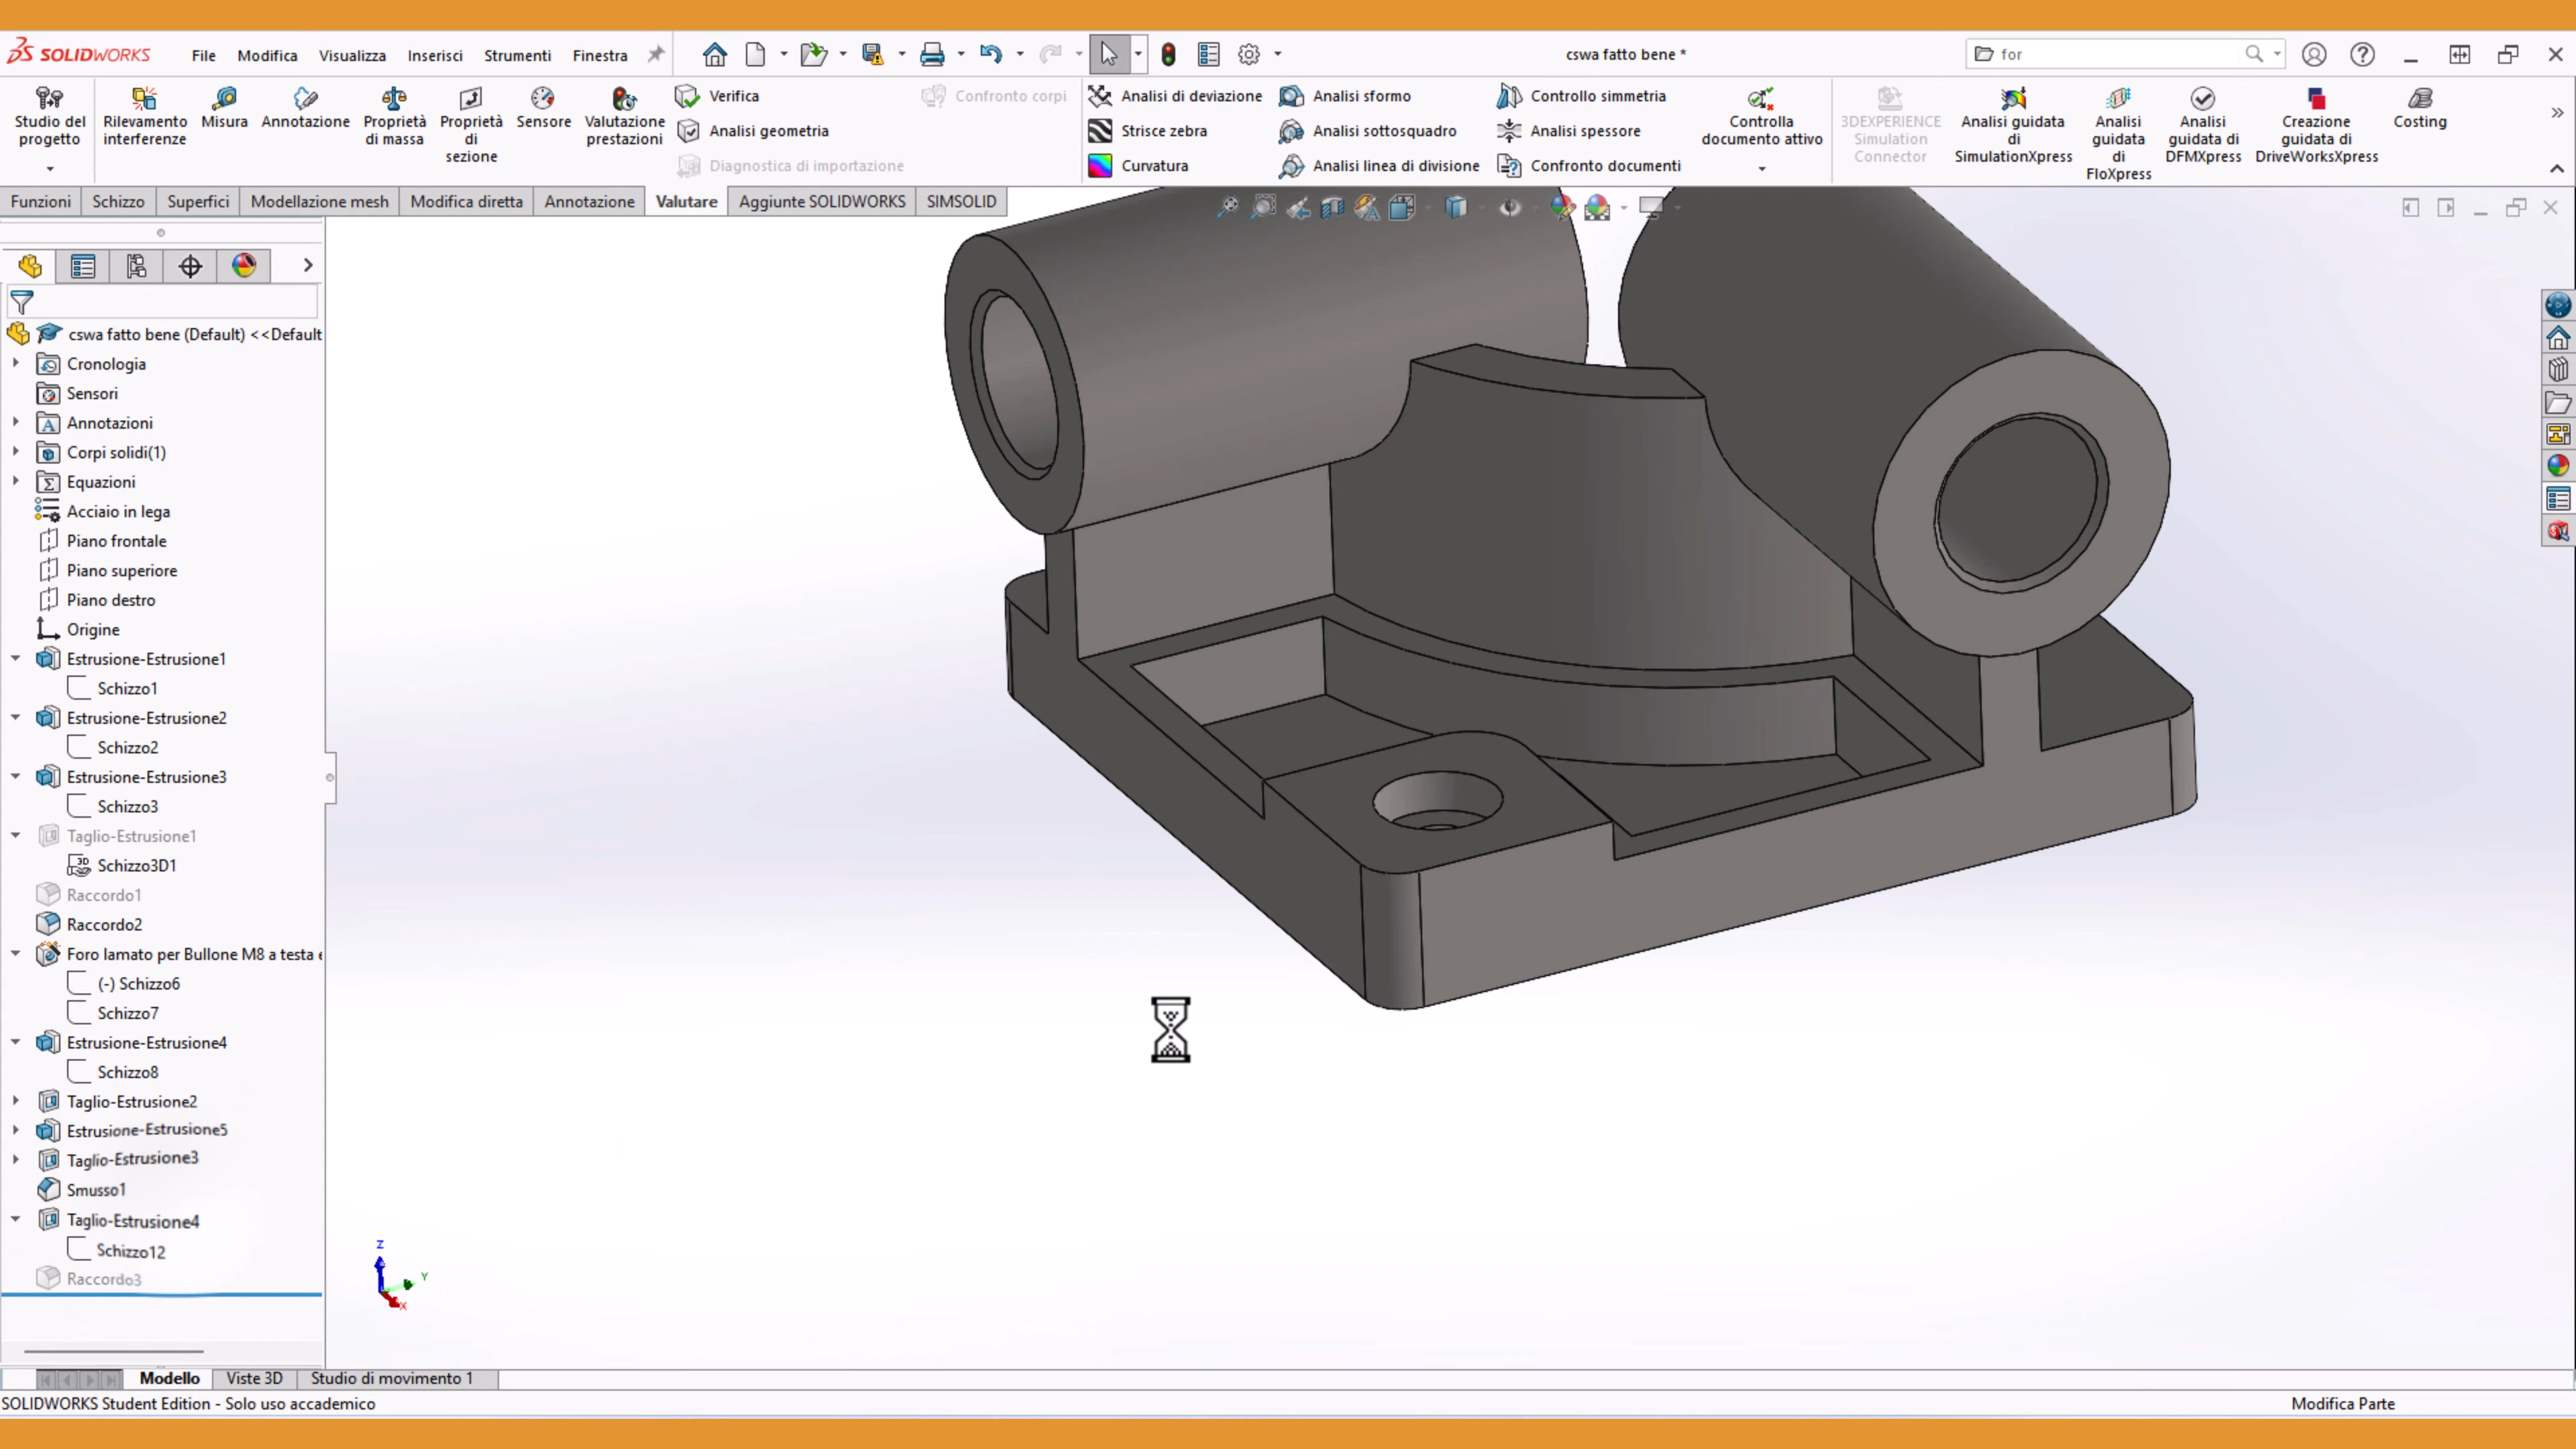 SOLIDWORKS File Modifica Visualizza Inserisci Strumenti Finestra cswa fatto bene * for
Studio del progetto
Rilevamento interferenze
Misura
Annotazione
Proprietà di massa
Proprietà di sezione
Sensore
Valutazione prestazioni
Verifica
Analisi geometria
Diagnostica di importazione
Confronto corpi
Analisi di deviazione
Strisce zebra
Curvatura
Analisi sformo
Analisi sottosquadro
Analisi linea di divisione
Controllo simmetria
Analisi spessore
Confronto documenti
Controlla documento attivo
3DEXPERIENCE Simulation Connector
Analisi guidata di SimulationXpress
Analisi guidata di FloXpress
Analisi guidata di DFMXpress
Creazione guidata di DriveWorksXpress
Costing
Funzioni Schizzo Superfici Modellazione mesh Modifica diretta Annotazione Valutare Aggiunte SOLIDWORKS SIMSOLID
cswa fatto bene (Default) <<Default
Cronologia
Sensori
Annotazioni
Corpi solidi(1)
Equazioni
Acciaio in lega
Piano frontale
Piano superiore
Piano destro
Origine
Estrusione-Estrusione1
Schizzo1
Estrusione-Estrusione2
Schizzo2
Estrusione-Estrusione3
Schizzo3
Taglio-Estrusione1
3D Schizzo3D1
Raccordo1
Raccordo2
Foro lamato per Bullone M8 a testa e
(-) Schizzo6
Schizzo7
Estrusione-Estrusione4
Schizzo8
Taglio-Estrusione2
Estrusione-Estrusione5
Taglio-Estrusione3
Smusso1
Taglio-Estrusione4
Schizzo12
Raccordo3
Z
Y
X
Modello Viste 3D Studio di movimento 1
SOLIDWORKS Student Edition - Solo uso accademico Modifica Parte